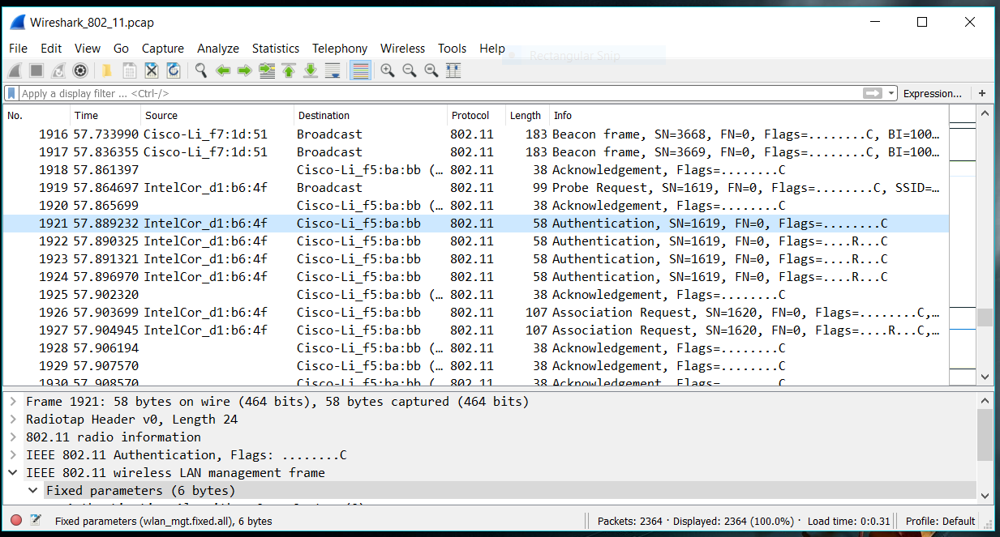 Wireshark_802_11.pcap
File Edit View Go Capture Analyze Statistics Telephony Wireless Tools Help
Rectangular Snip
Apply a display filter ... <Ctrl-/>
Expression... +
No. Time Source Destination Protocol Length Info
1916 57.733990 Cisco-Li_f7:1d:51 Broadcast 802.11 183 Beacon frame, SN=3668, FN=0, Flags=........C, BI=100…
1917 57.836355 Cisco-Li_f7:1d:51 Broadcast 802.11 183 Beacon frame, SN=3669, FN=0, Flags=........C, BI=100…
1918 57.861397 Cisco-Li_f5:ba:bb (… 802.11 38 Acknowledgement, Flags=........C
1919 57.864697 IntelCor_d1:b6:4f Broadcast 802.11 99 Probe Request, SN=1619, FN=0, Flags=........C, SSID=…
1920 57.865699 Cisco-Li_f5:ba:bb (… 802.11 38 Acknowledgement, Flags=........C
1921 57.889232 IntelCor_d1:b6:4f Cisco-Li_f5:ba:bb 802.11 58 Authentication, SN=1619, FN=0, Flags=........C
1922 57.890325 IntelCor_d1:b6:4f Cisco-Li_f5:ba:bb 802.11 58 Authentication, SN=1619, FN=0, Flags=....R...C
1923 57.891321 IntelCor_d1:b6:4f Cisco-Li_f5:ba:bb 802.11 58 Authentication, SN=1619, FN=0, Flags=....R...C
1924 57.896970 IntelCor_d1:b6:4f Cisco-Li_f5:ba:bb 802.11 58 Authentication, SN=1619, FN=0, Flags=....R...C
1925 57.902320 Cisco-Li_f5:ba:bb (… 802.11 38 Acknowledgement, Flags=........C
1926 57.903699 IntelCor_d1:b6:4f Cisco-Li_f5:ba:bb 802.11 107 Association Request, SN=1620, FN=0, Flags=........C,…
1927 57.904945 IntelCor_d1:b6:4f Cisco-Li_f5:ba:bb 802.11 107 Association Request, SN=1620, FN=0, Flags=....R...C,…
1928 57.906194 Cisco-Li_f5:ba:bb (… 802.11 38 Acknowledgement, Flags=........C
1929 57.907570 Cisco-Li_f5:ba:bb (… 802.11 38 Acknowledgement, Flags=........C
1930 57.908570 Cisco-Li_f5:ba:bb (… 802.11 38 Acknowledgement, Flags=........C
Frame 1921: 58 bytes on wire (464 bits), 58 bytes captured (464 bits)
Radiotap Header v0, Length 24
802.11 radio information
IEEE 802.11 Authentication, Flags: ........C
IEEE 802.11 wireless LAN management frame
Fixed parameters (6 bytes)
Fixed parameters (wlan_mgt.fixed.all), 6 bytes
Packets: 2364 · Displayed: 2364 (100.0%) · Load time: 0:0.31
Profile: Default